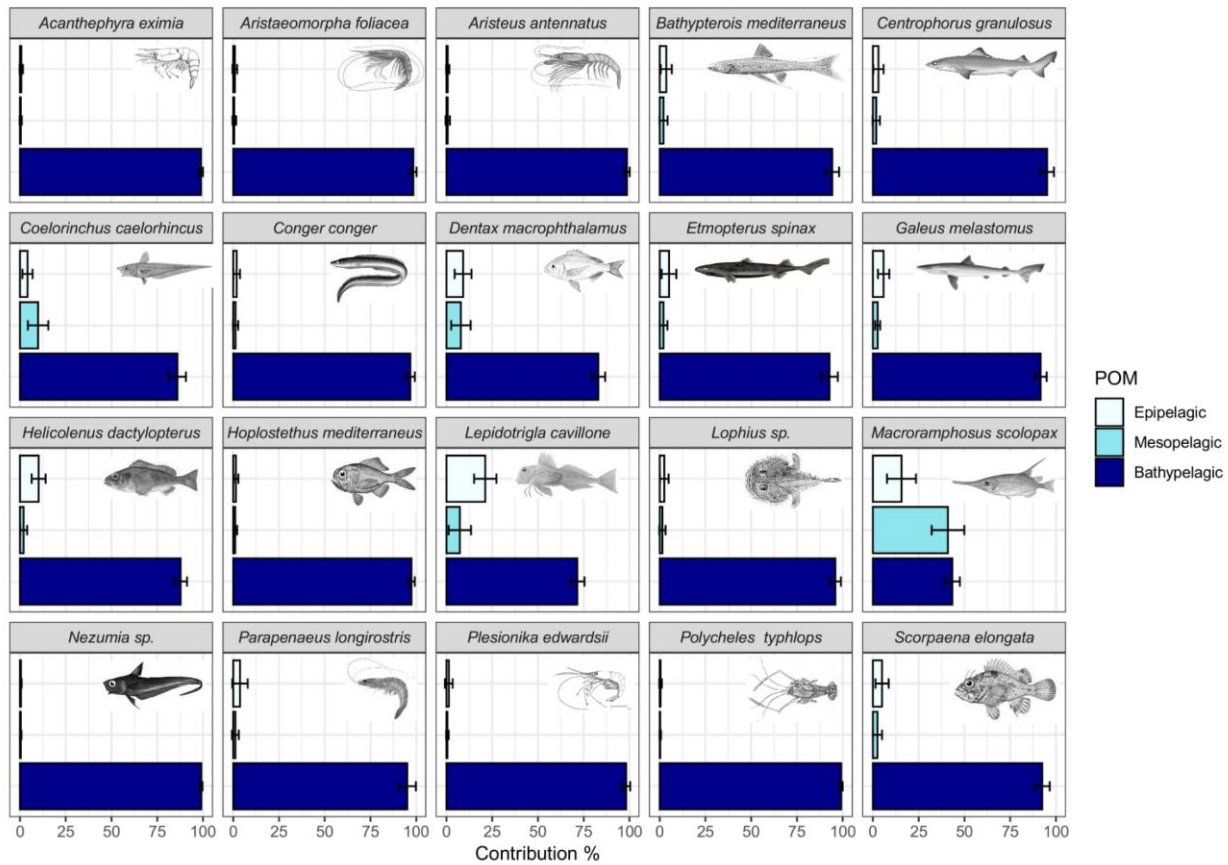 Acanthephyra eximia
Aristaeomorpha foliacea
Aristeus antennatus
Bathypterois mediterraneus
Centrophorus granulosus
Coelorinchus caelorhincus
Conger conger
Dentax macrophthalamus
Etmopterus spinax
Galeus melastomus
POM
Epipelagic
Mesopelagic
Bathypelagic
Helicolenus dactylopterus
Hoplostethus mediterraneus
Lepidotrigla cavillone
Lophius sp.
Macroramphosus scolopax
Nezumia sp.
Parapenaeus longirostris
Plesionika edwardsii
Polycheles typhlops
Scorpaena elongata
0 25 50 75 100 0 25 50 75 100 0 25 50 75 100 0 25 50 75 100 0 25 50 75 100
Contribution %